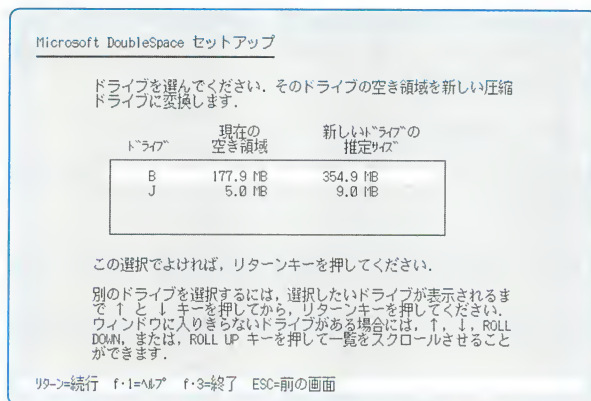 Microsoft DoubleSpace セットアップ
ドライブを選んでください．そのドライブの空き領域を新しい圧縮
ドライブに変換します．
現在の 新しいﾄﾞﾗｲﾌﾞの
ﾄﾞﾗｲﾌﾞ 空き領域 推定ｻｲｽﾞ
B 177.9 MB 354.9 MB
J 5.0 MB 9.0 MB
この選択でよければ，リターンキーを押してください．
別のドライブを選択するには，選択したいドライブが表示されるま
で ↑ と ↓ キーを押してから，リターンキーを押してください．
ウィンドウに入りきらないドライブがある場合には，↑，↓，ROLL
DOWN，または，ROLL UP キーを押して一覧をスクロールさせること
ができます．
ﾘﾀｰﾝ=続行 f･1=ﾍﾙﾌﾟ f･3=終了 ESC=前の画面